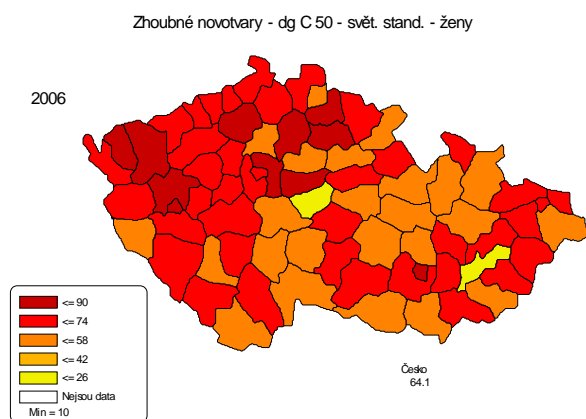 Zhoubné novotvary - dg C 50 - svět. stand. - ženy
2006
<= 90
<= 74
<= 58
<= 42
<= 26
Nejsou data
Min = 10
Česko
64.1